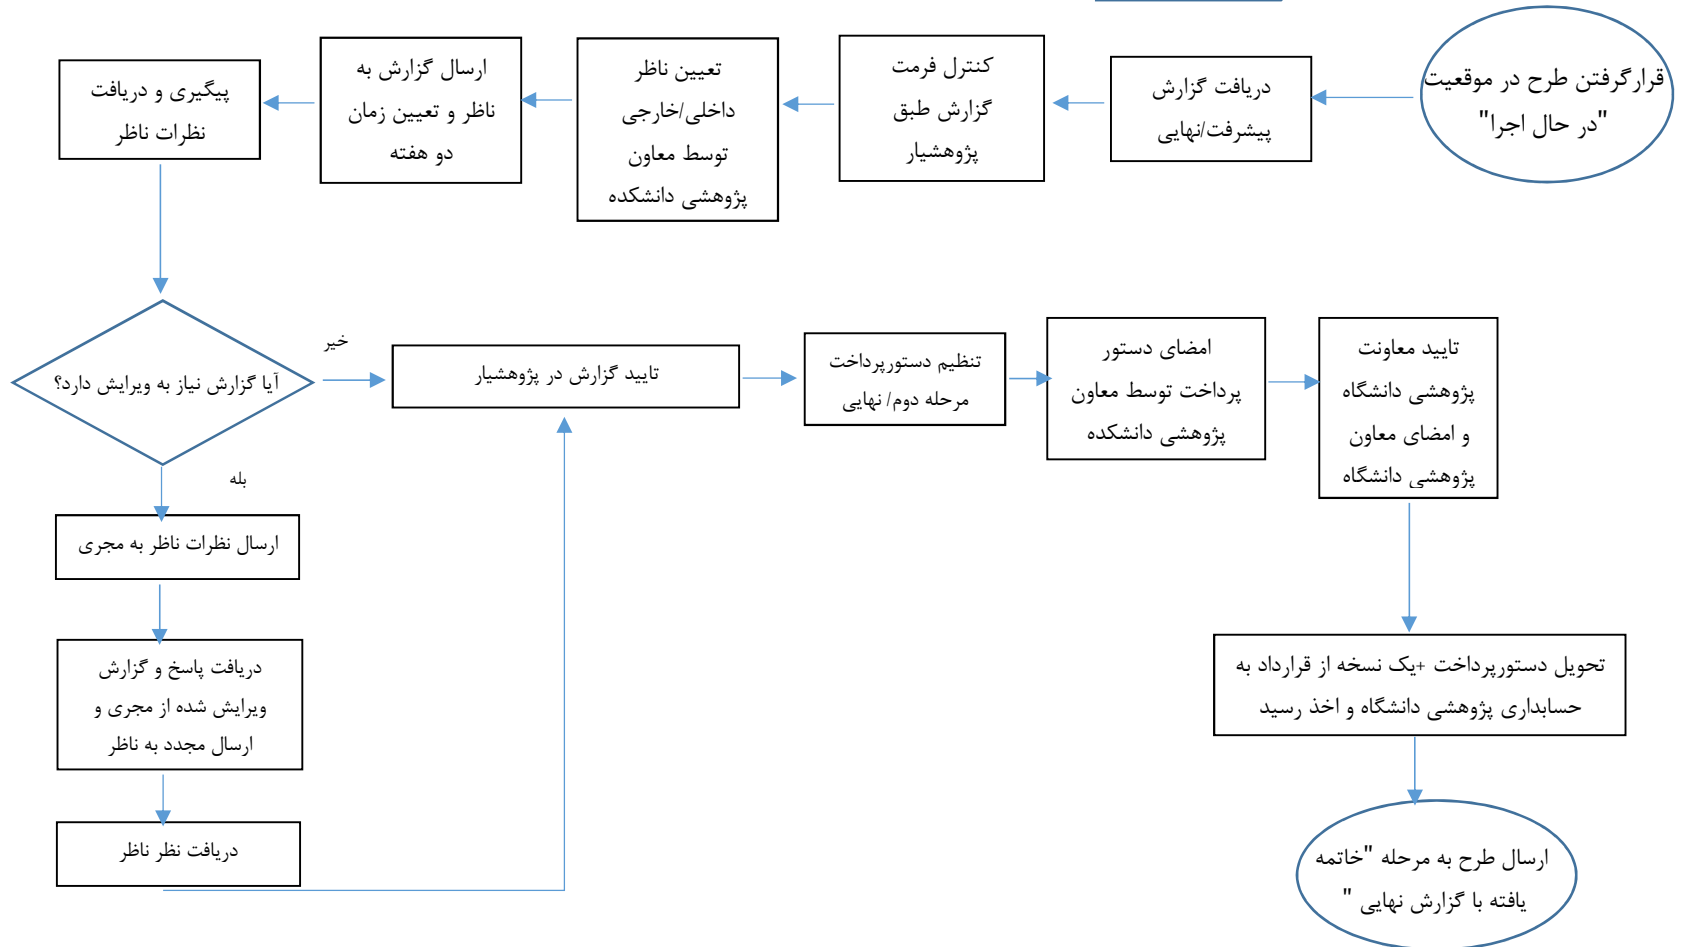 قرارگرفتن طرح در موقعیت
"در حال اجرا"
دریافت گزارش
پیشرفت/نهایی
کنترل فرمت
گزارش طبق
پژوهشیار
تعیین ناظر
داخلی/خارجی
توسط معاون
پژوهشی دانشکده
ارسال گزارش به
ناظر و تعیین زمان
دو هفته
پیگیری و دریافت
نظرات ناظر
آیا گزارش نیاز به ویرایش دارد؟
خیر
تایید گزارش در پژوهشیار
تنظیم دستورپرداخت
مرحله دوم/ نهایی
امضای دستور
پرداخت توسط معاون
پژوهشی دانشکده
تایید معاونت
پژوهشی دانشگاه
و امضای معاون
پژوهشی دانشگاه
بله
ارسال نظرات ناظر به مجری
دریافت پاسخ و گزارش
ویرایش شده از مجری و
ارسال مجدد به ناظر
دریافت نظر ناظر
تحویل دستورپرداخت +یک نسخه از قرارداد به
حسابداری پژوهشی دانشگاه و اخذ رسید
ارسال طرح به مرحله "خاتمه
یافته با گزارش نهایی "